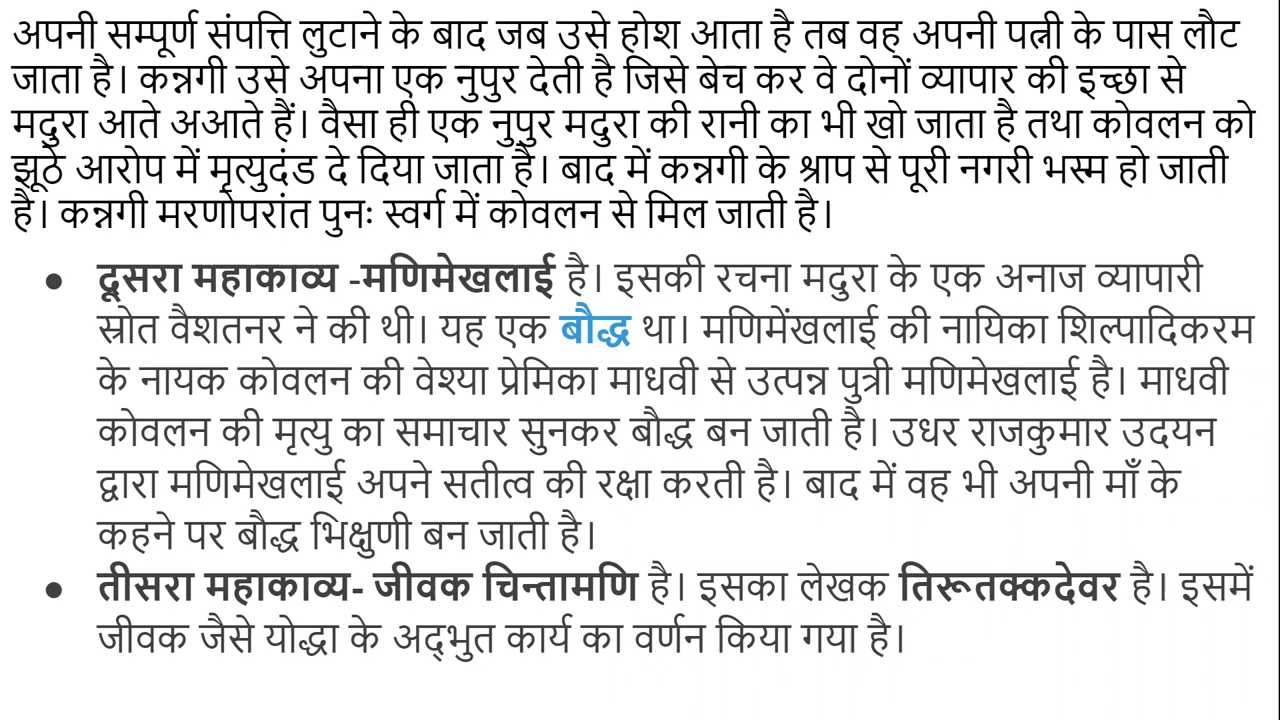 अपनी सम्पूर्ण संपत्ति लुटाने के बाद जब उसे होश आता है तब वह अपनी पत्नी के पास लौट
जाता है। कन्नगी उसे अपना एक नुपुर देती है जिसे बेच कर वे दोनों व्यापार की इच्छा से
मदुरा आते अआते हैं। वैसा ही एक नुपुर मदुरा की रानी का भी खो जाता है तथा कोवलन को
झूठे आरोप में मृत्युदंड दे दिया जाता है। बाद में कन्नगी के श्राप से पूरी नगरी भस्म हो जाती
है। कन्नगी मरणोपरांत पुनः स्वर्ग में कोवलन से मिल जाती है।
● दूसरा महाकाव्य -मणिमेखलाई है। इसकी रचना मदुरा के एक अनाज व्यापारी
स्रोत वैशतनर ने की थी। यह एक बौद्ध था। मणिमेंखलाई की नायिका शिल्पादिकरम
के नायक कोवलन की वेश्या प्रेमिका माधवी से उत्पन्न पुत्री मणिमेखलाई है। माधवी
कोवलन की मृत्यु का समाचार सुनकर बौद्ध बन जाती है। उधर राजकुमार उदयन
द्वारा मणिमेखलाई अपने सतीत्व की रक्षा करती है। बाद में वह भी अपनी माँ के
कहने पर बौद्ध भिक्षुणी बन जाती है।
● तीसरा महाकाव्य- जीवक चिन्तामणि है। इसका लेखक तिरूतक्कदेवर है। इसमें
जीवक जैसे योद्धा के अद्भुत कार्य का वर्णन किया गया है।